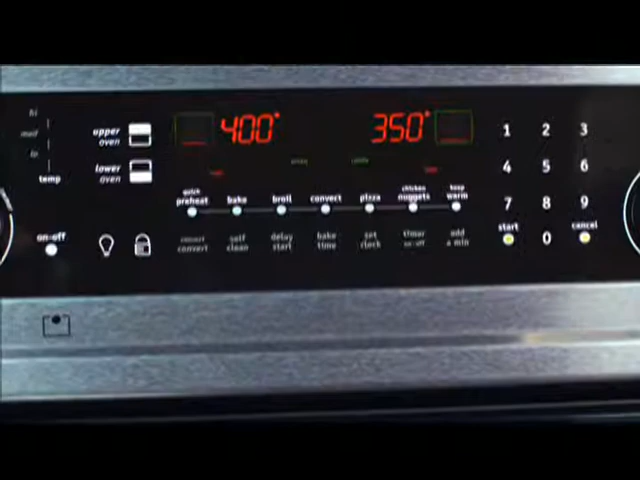 hi
med
lo
temp
on-off
upper oven
lower oven
400°
350°
quick preheat
bake
broil
convect
pizza
chicken nuggets
keep warm
convect
self clean
delay start
bake time
set clock
timer on-off
add a min
1 2 3
4 5 6
7 8 9
start 0 cancel